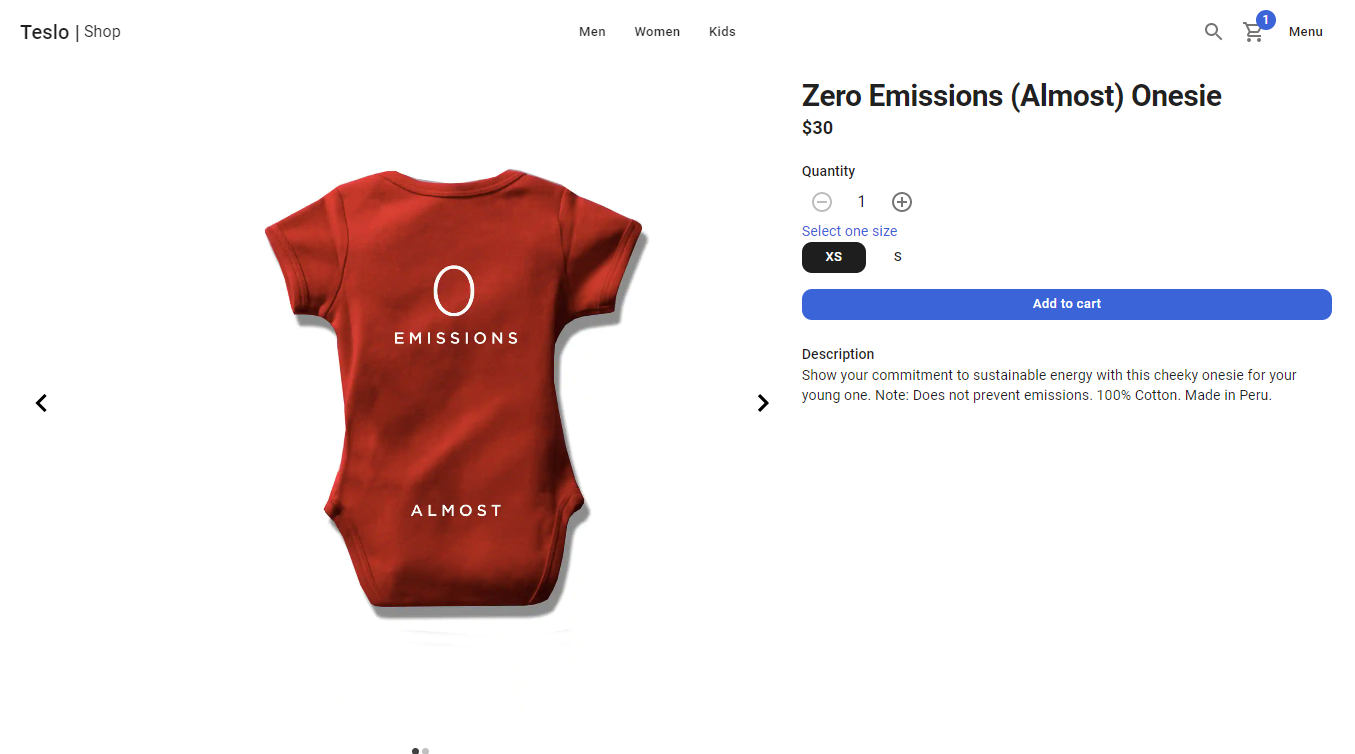 Teslo | Shop
Men Women Kids
1
Menu
Zero Emissions (Almost) Onesie
$30
Quantity
1
Select one size
XS S
Add to cart
Description
Show your commitment to sustainable energy with this cheeky onesie for your
young one. Note: Does not prevent emissions. 100% Cotton. Made in Peru.
0
EMISSIONS
ALMOST